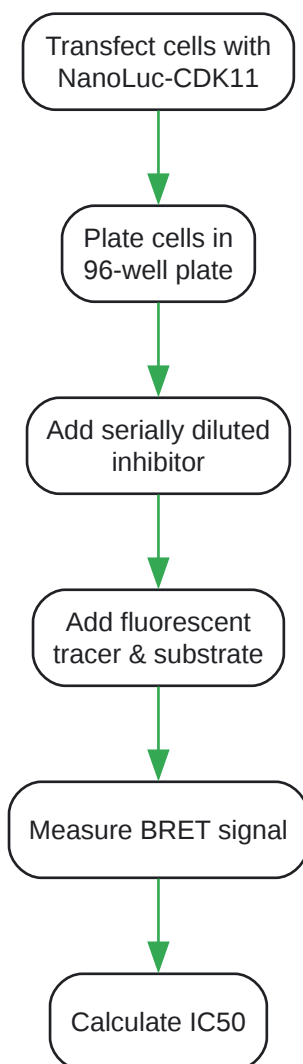 Transfect cells with
NanoLuc-CDK11
Plate cells in
96-well plate
Add serially diluted
inhibitor
Add fluorescent
tracer & substrate
Measure BRET signal
Calculate IC50